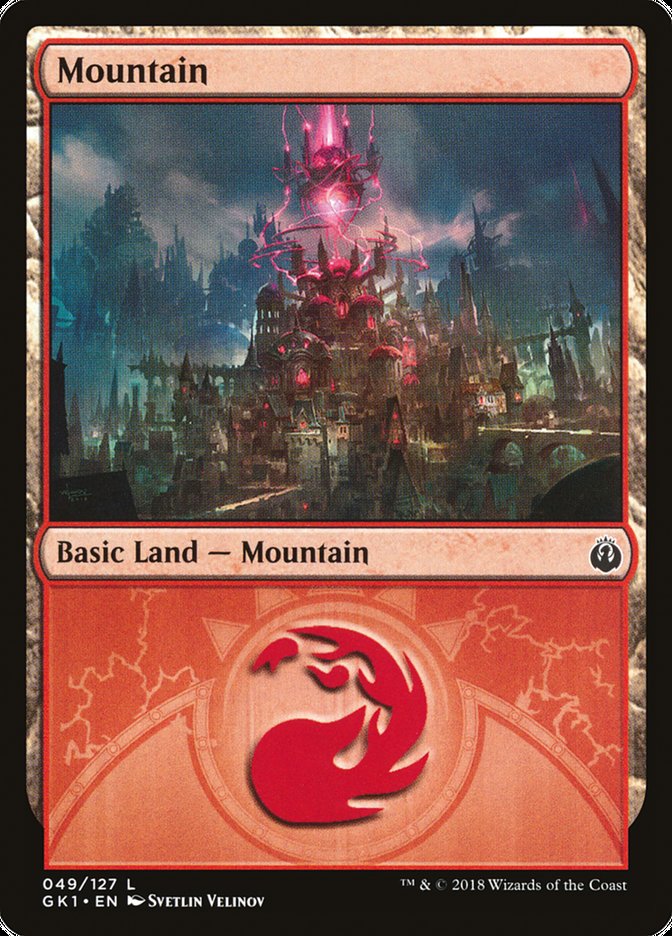 Mountain
Basic Land — Mountain
049/127 L
GK1 • EN Svetlin Velinov
™ & © 2018 Wizards of the Coast